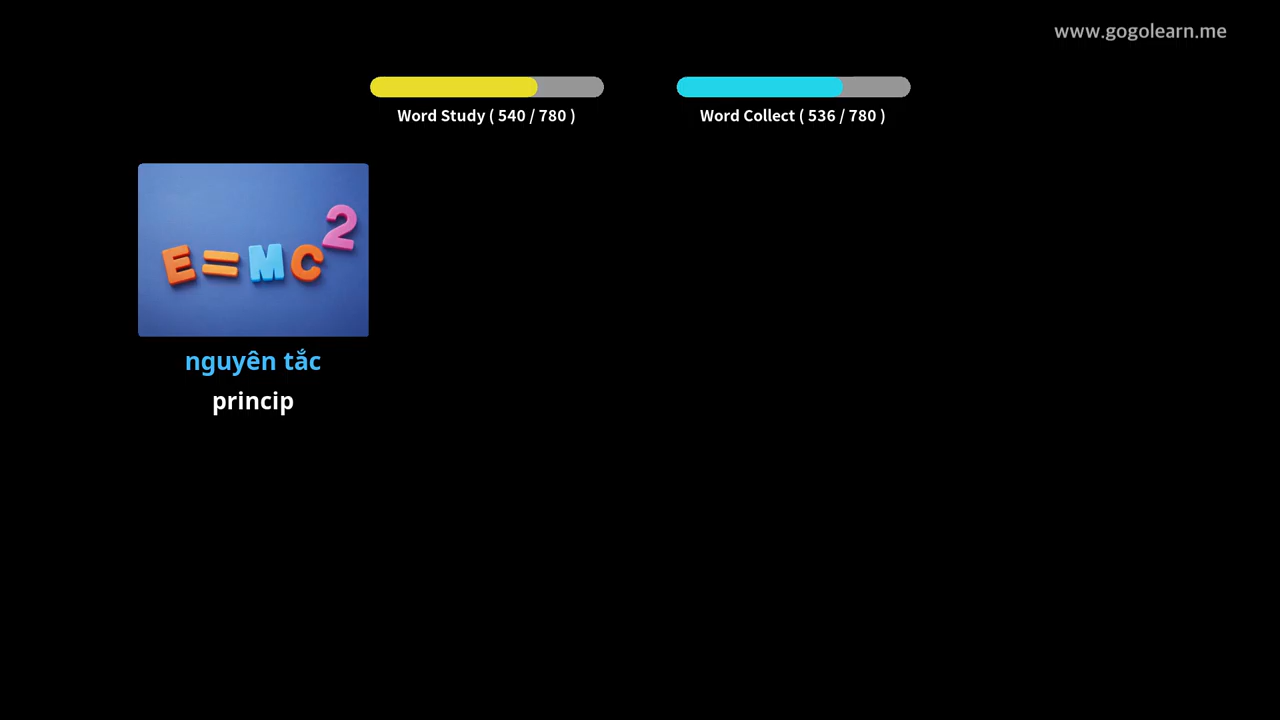 www.gogolearn.me
Word Study ( 540 / 780 )
Word Collect ( 536 / 780 )
E=MC²
nguyên tắc
princip